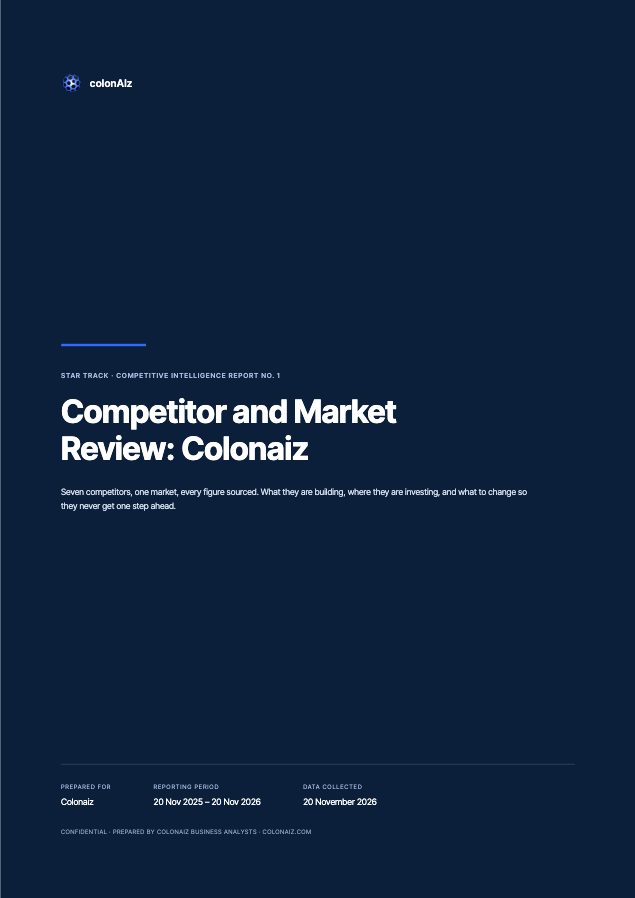 colonAIz
STAR TRACK · COMPETITIVE INTELLIGENCE REPORT NO. 1
Competitor and Market
Review: Colonaiz
Seven competitors, one market, every figure sourced. What they are building, where they are investing, and what to change so
they never get one step ahead.
PREPARED FOR
Colonaiz
REPORTING PERIOD
20 Nov 2025 – 20 Nov 2026
DATA COLLECTED
20 November 2026
CONFIDENTIAL · PREPARED BY COLONAIZ BUSINESS ANALYSTS · COLONAIZ.COM